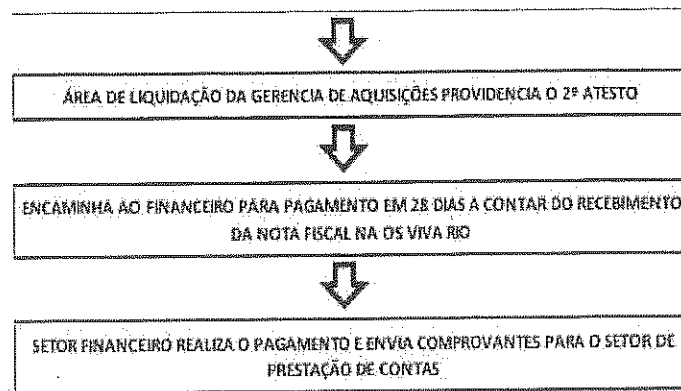 ÁREA DE LIQUIDAÇÃO DA GERENCIA DE AQUISIÇÕES PROVIDENCIA O 2º ATESTO
ENCAMINHA AO FINANCEIRO PARA PAGAMENTO EM 28 DIAS A CONTAR DO RECEBIMENTO
DA NOTA FISCAL NA OS VIVA RIO
SETOR FINANCEIRO REALIZA O PAGAMENTO E ENVIA COMPROVANTES PARA O SETOR DE
PRESTAÇÃO DE CONTAS